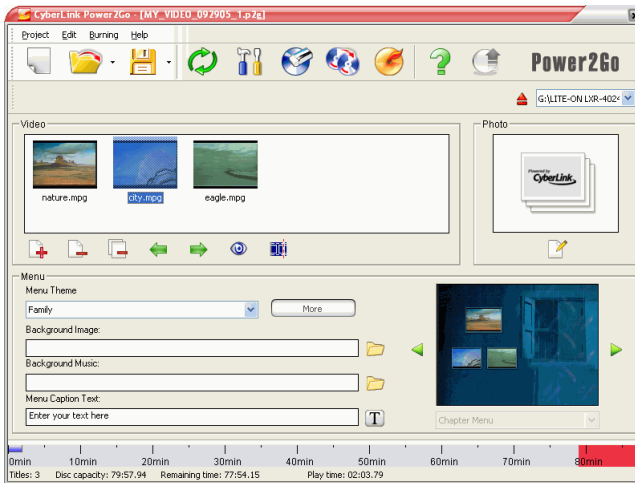 CyberLink Power2Go - [MY_VIDEO_092905_1.p2g]
Project Edit Burning Help
Power2Go
G:\LITE-ON LXR-402
Video
Photo
nature.mpg city.mpg eagle.mpg
Powered by
CyberLink
Menu
Menu Theme
Family More
Background Image:
Background Music:
Menu Caption Text:
Enter your text here T
Chapter Menu
0min 10min 20min 30min 40min 50min 60min 70min 80min
Titles: 3 Disc capacity: 79:57.94 Remaining time: 77:54.15 Play time: 02:03.79